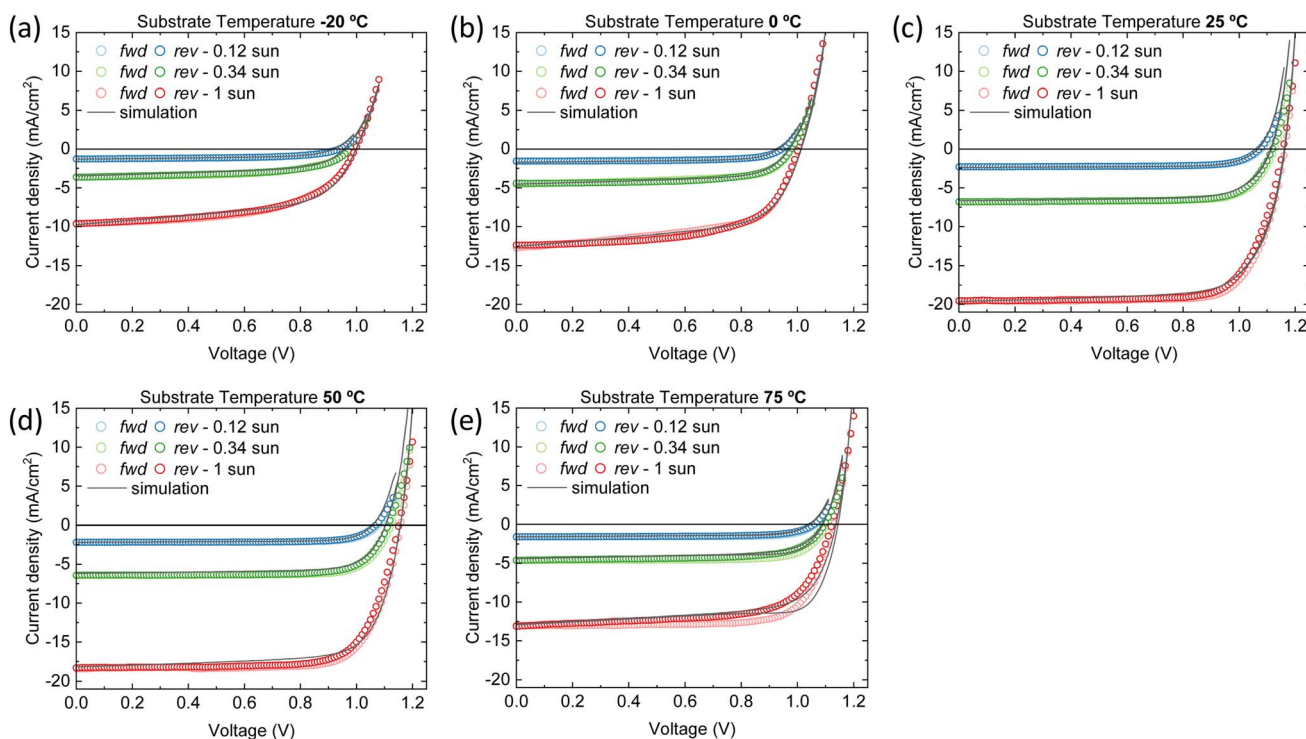 (a)
Substrate Temperature -20 ºC
15
10
5
0
-5
-10
-15
-20
Current density (mA/cm²)
fwd rev - 0.12 sun
fwd rev - 0.34 sun
fwd rev - 1 sun
simulation
0.0 0.2 0.4 0.6 0.8 1.0 1.2
Voltage (V)
(b)
Substrate Temperature 0 ºC
15
10
5
0
-5
-10
-15
-20
Current density (mA/cm²)
fwd rev - 0.12 sun
fwd rev - 0.34 sun
fwd rev - 1 sun
simulation
0.0 0.2 0.4 0.6 0.8 1.0 1.2
Voltage (V)
(c)
Substrate Temperature 25 ºC
15
10
5
0
-5
-10
-15
-20
Current density (mA/cm²)
fwd rev - 0.12 sun
fwd rev - 0.34 sun
fwd rev - 1 sun
simulation
0.0 0.2 0.4 0.6 0.8 1.0 1.2
Voltage (V)
(d)
Substrate Temperature 50 ºC
15
10
5
0
-5
-10
-15
-20
Current density (mA/cm²)
fwd rev - 0.12 sun
fwd rev - 0.34 sun
fwd rev - 1 sun
simulation
0.0 0.2 0.4 0.6 0.8 1.0 1.2
Voltage (V)
(e)
Substrate Temperature 75 ºC
15
10
5
0
-5
-10
-15
-20
Current density (mA/cm²)
fwd rev - 0.12 sun
fwd rev - 0.34 sun
fwd rev - 1 sun
simulation
0.0 0.2 0.4 0.6 0.8 1.0 1.2
Voltage (V)